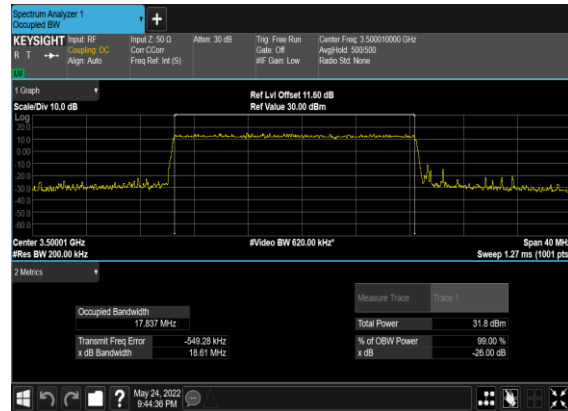 Spectrum Analyzer 1
Occupied BW
+
KEYSIGHT
R T
LXI
Input: RF
Coupling: DC
Align: Auto
Input Z: 50 Ω
Corr CCorr
Freq Ref: Int (S)
Atten: 30 dB
Trig: Free Run
Gate: Off
#IF Gain: Low
Center Freq: 3.500010000 GHz
Avg|Hold: 500/500
Radio Std: None
1 Graph
Scale/Div 10.0 dB
Ref Lvl Offset 11.60 dB
Ref Value 30.00 dBm
Log
20.0
10.0
0.00
-10.0
-20.0
-30.0
-40.0
-50.0
-60.0
Center 3.50001 GHz
#Res BW 200.00 kHz
#Video BW 620.00 kHz*
Span 40 MHz
Sweep 1.27 ms (1001 pts
2 Metrics
Measure Trace
Trace 1
Occupied Bandwidth
17.837 MHz
Total Power
31.8 dBm
Transmit Freq Error
-549.28 kHz
% of OBW Power
99.00 %
x dB Bandwidth
18.61 MHz
x dB
-26.00 dB
?
May 24, 2022
9:44:36 PM